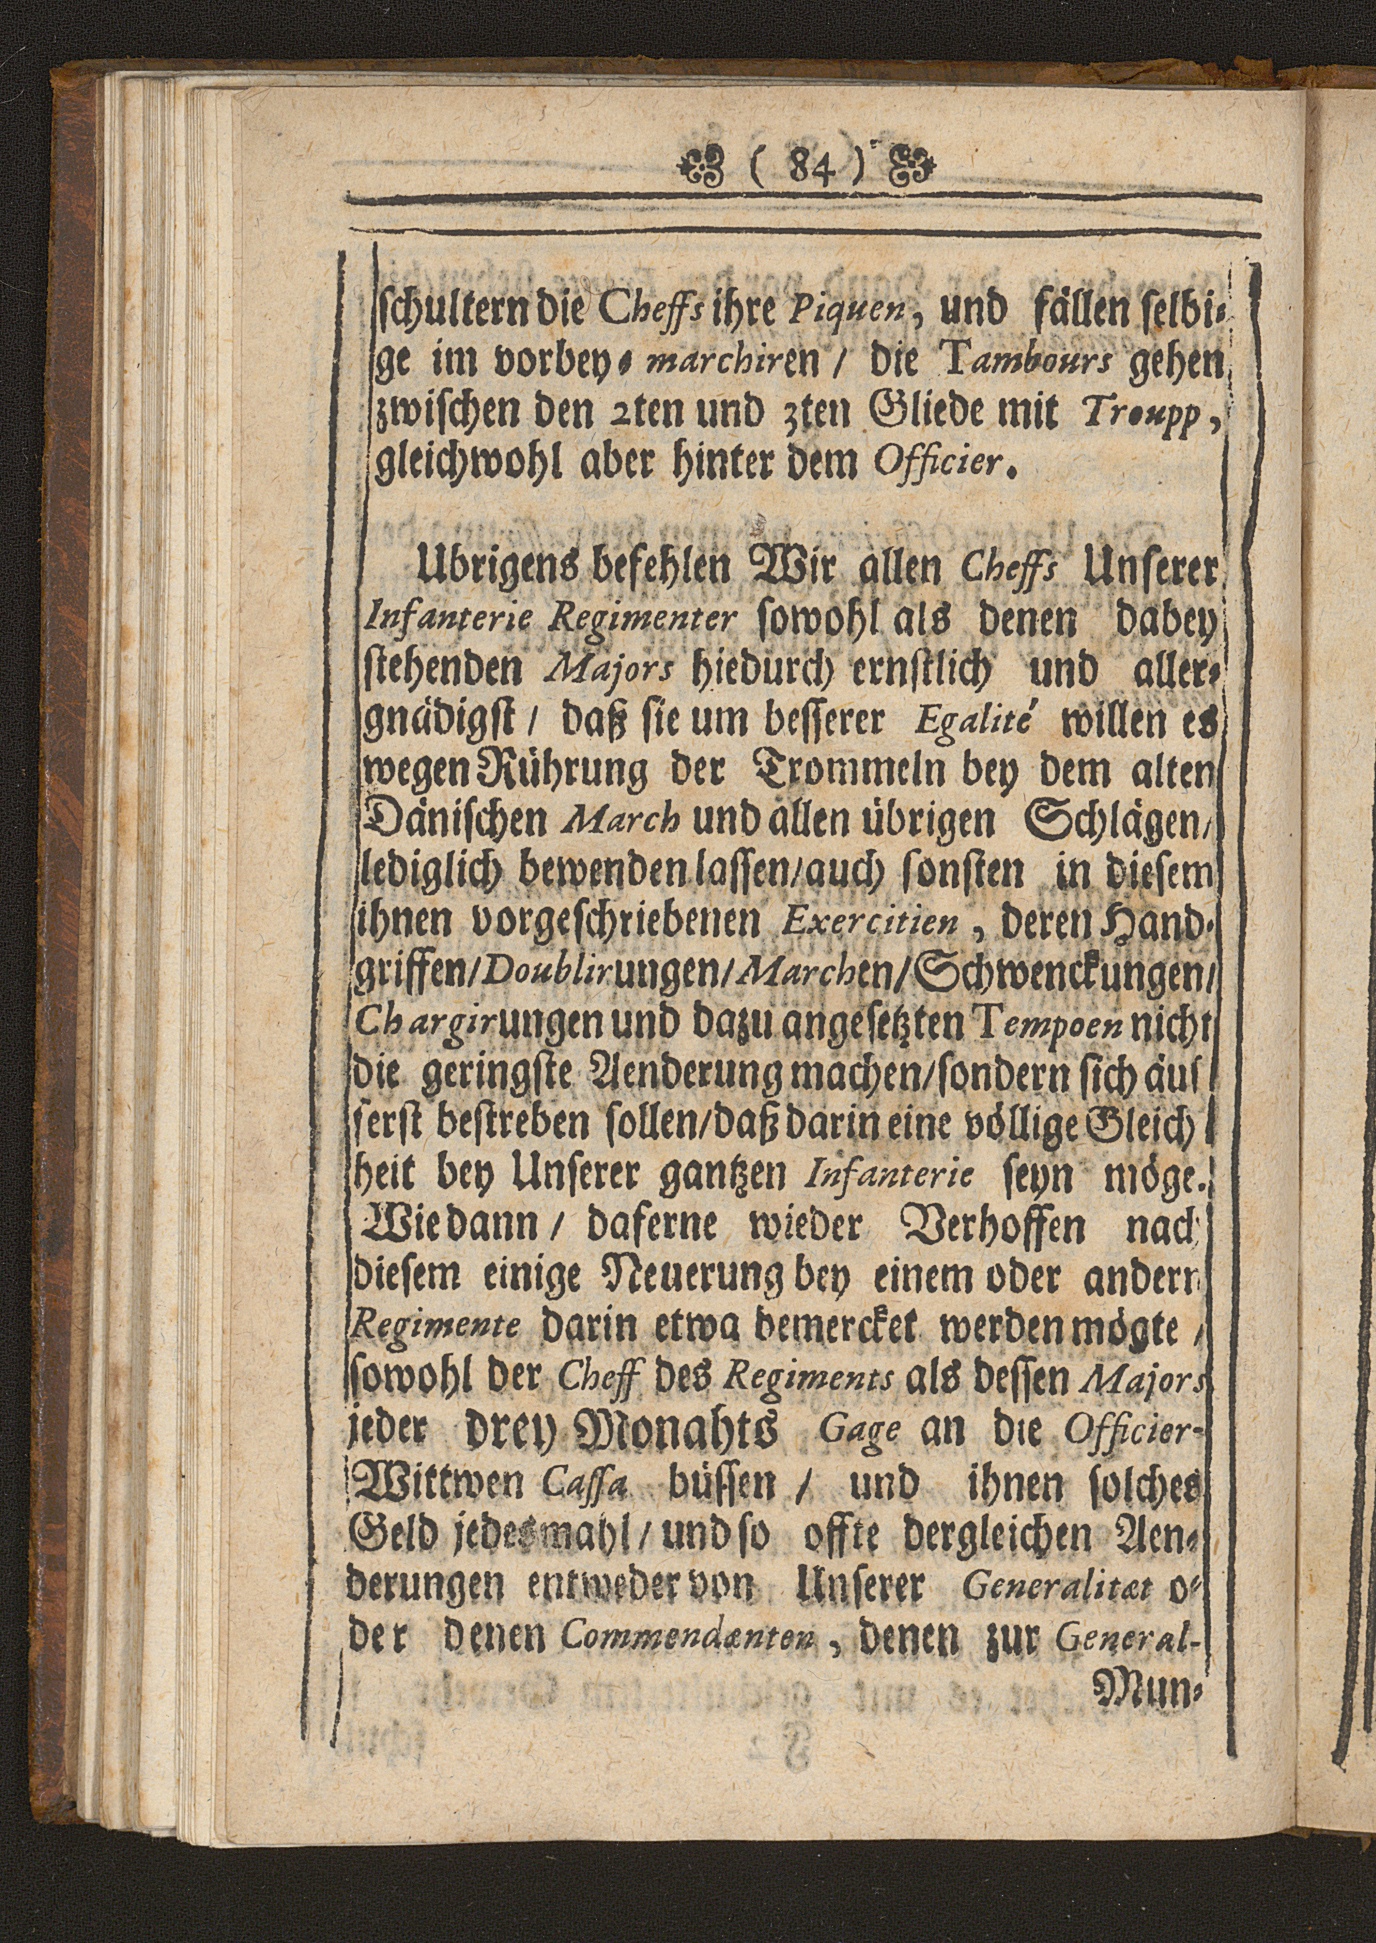 ( 84 )
schultern die Cheffs ihre Piquen, und fällen selbi-
ge im vorbey-marchiren / die Tambours gehen
zwischen den 2ten und 3ten Gliede mit Troupp,
gleichwohl aber hinter dem Officier.
Ubrigens befehlen Wir allen Cheffs Unserer
Infanterie Regimenter sowohl als denen dabey
stehenden Majors hiedurch ernstlich und aller-
gnädigst / daß sie um besserer Egalité willen es
wegen Rührung der Trommeln bey dem alten
Dänischen March und allen übrigen Schlägen/
lediglich bewenden lassen/auch sonsten in diesem
ihnen vorgeschriebenen Exercitien, deren Hand-
griffen/Doublirungen/Marchen/Schwenckungen/
Chargirungen und dazu angesetzten Tempoen nicht
die geringste Aenderung machen/sondern sich äus
serst bestreben sollen/daß darin eine völlige Gleich
heit bey Unserer gantzen Infanterie seyn möge.
Wie dann / daferne wieder Verhoffen nach
diesem einige Neuerung bey einem oder andern
Regimente darin etwa bemercket werden mögte /
sowohl der Cheff des Regiments als dessen Majors
jeder drey Monahts Gage an die Officier-
Wittwen Cassa büssen / und ihnen solches
Geld jedesmahl / und so offte dergleichen Aen-
derungen entweder von Unserer Generalitæt o-
der denen Commendanten, denen zur General-
Mun-